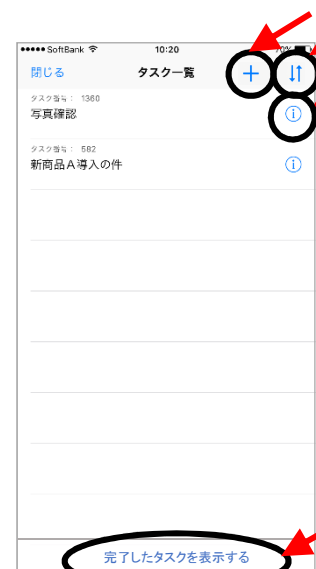 SoftBank 10:20 70%
閉じる タスク一覧
タスク番号： 1360
写真確認
タスク番号： 582
新商品A導入の件
完了したタスクを表示する